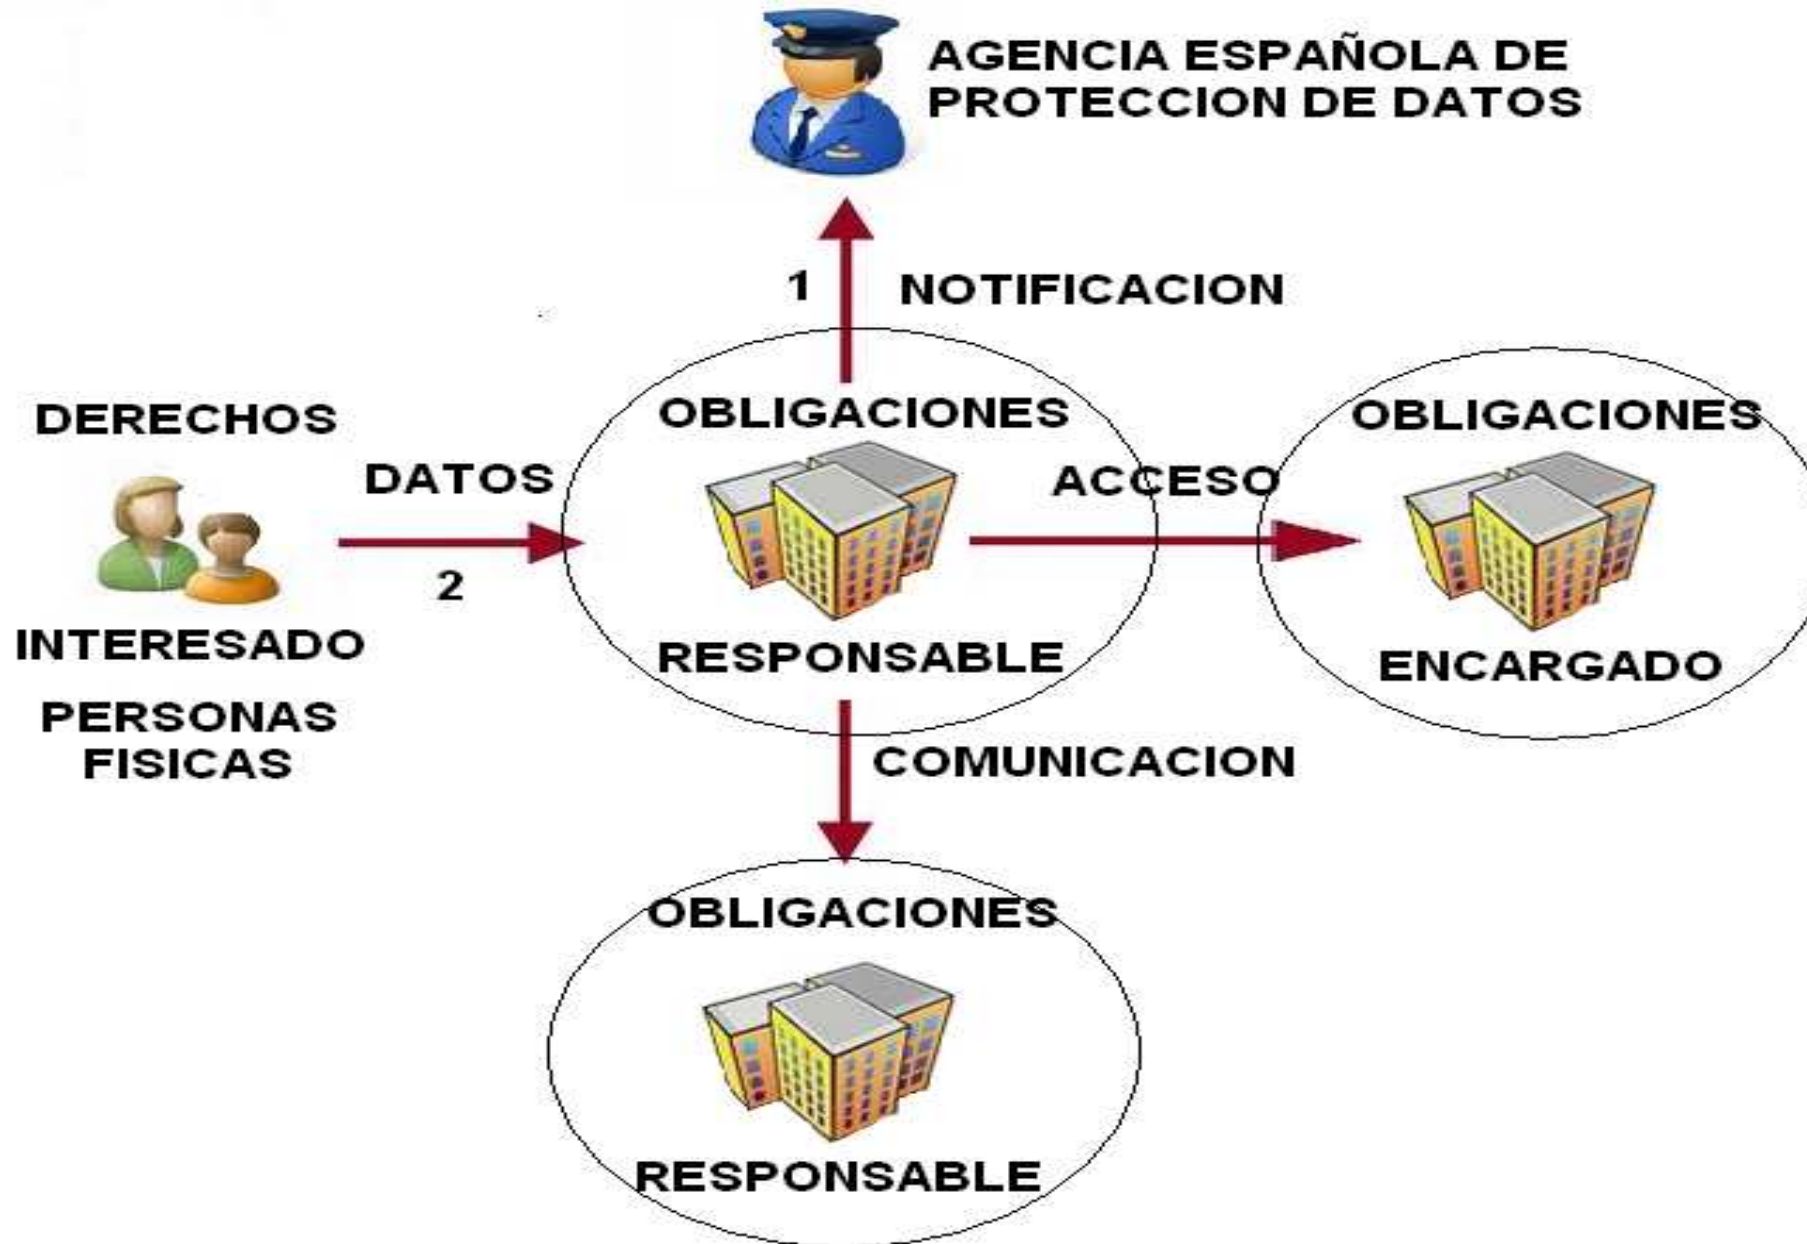 AGENCIA ESPAÑOLA DE
PROTECCION DE DATOS
1
NOTIFICACION
DERECHOS
DATOS
2
INTERESADO
PERSONAS
FISICAS
OBLIGACIONES
RESPONSABLE
ACCESO
OBLIGACIONES
ENCARGADO
COMUNICACION
OBLIGACIONES
RESPONSABLE